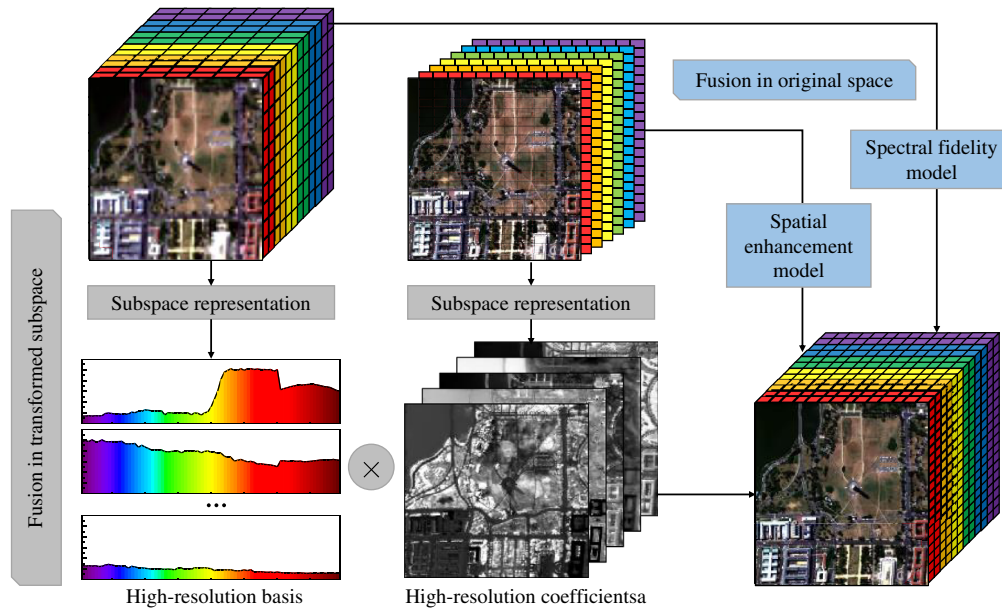 Fusion in original space
Spectral fidelity
model
Spatial
enhancement
model
Fusion in transformed subspace
Subspace representation
Subspace representation
×
...
High-resolution basis
High-resolution coefficientsa